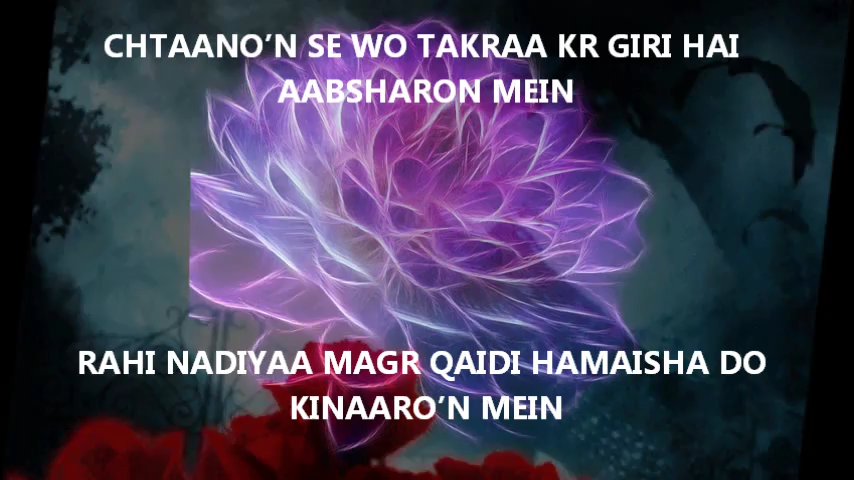 CHTAANO’N SE WO TAKRAA KR GIRI HAI
AABSHARON MEIN
RAHI NADIYAA MAGR QAIDI HAMAISHA DO
KINAARO’N MEIN